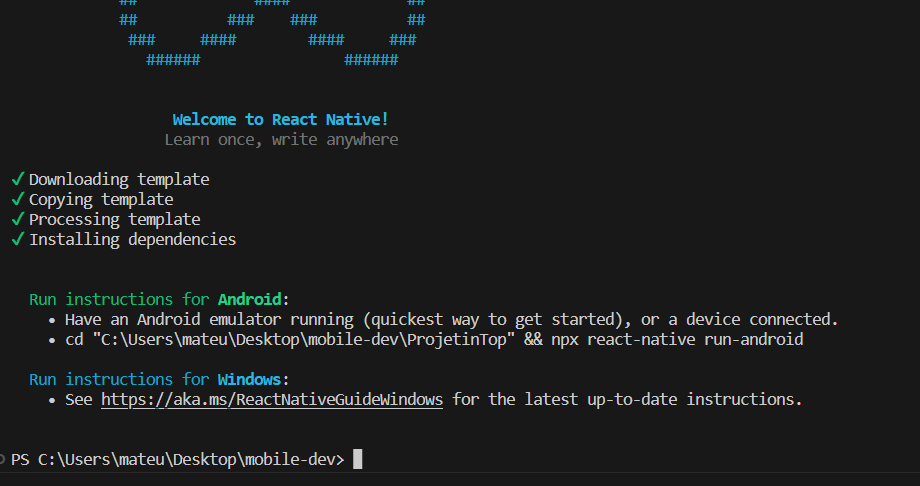 ##             ####             ##
##          ###    ###          ##
###     ####        ####     ###
######                ######
Welcome to React Native!
Learn once, write anywhere
✓ Downloading template
✓ Copying template
✓ Processing template
✓ Installing dependencies
Run instructions for Android:
• Have an Android emulator running (quickest way to get started), or a device connected.
• cd "C:\Users\mateu\Desktop\mobile-dev\ProjetinTop" && npx react-native run-android
Run instructions for Windows:
• See https://aka.ms/ReactNativeGuideWindows for the latest up-to-date instructions.
PS C:\Users\mateu\Desktop\mobile-dev>